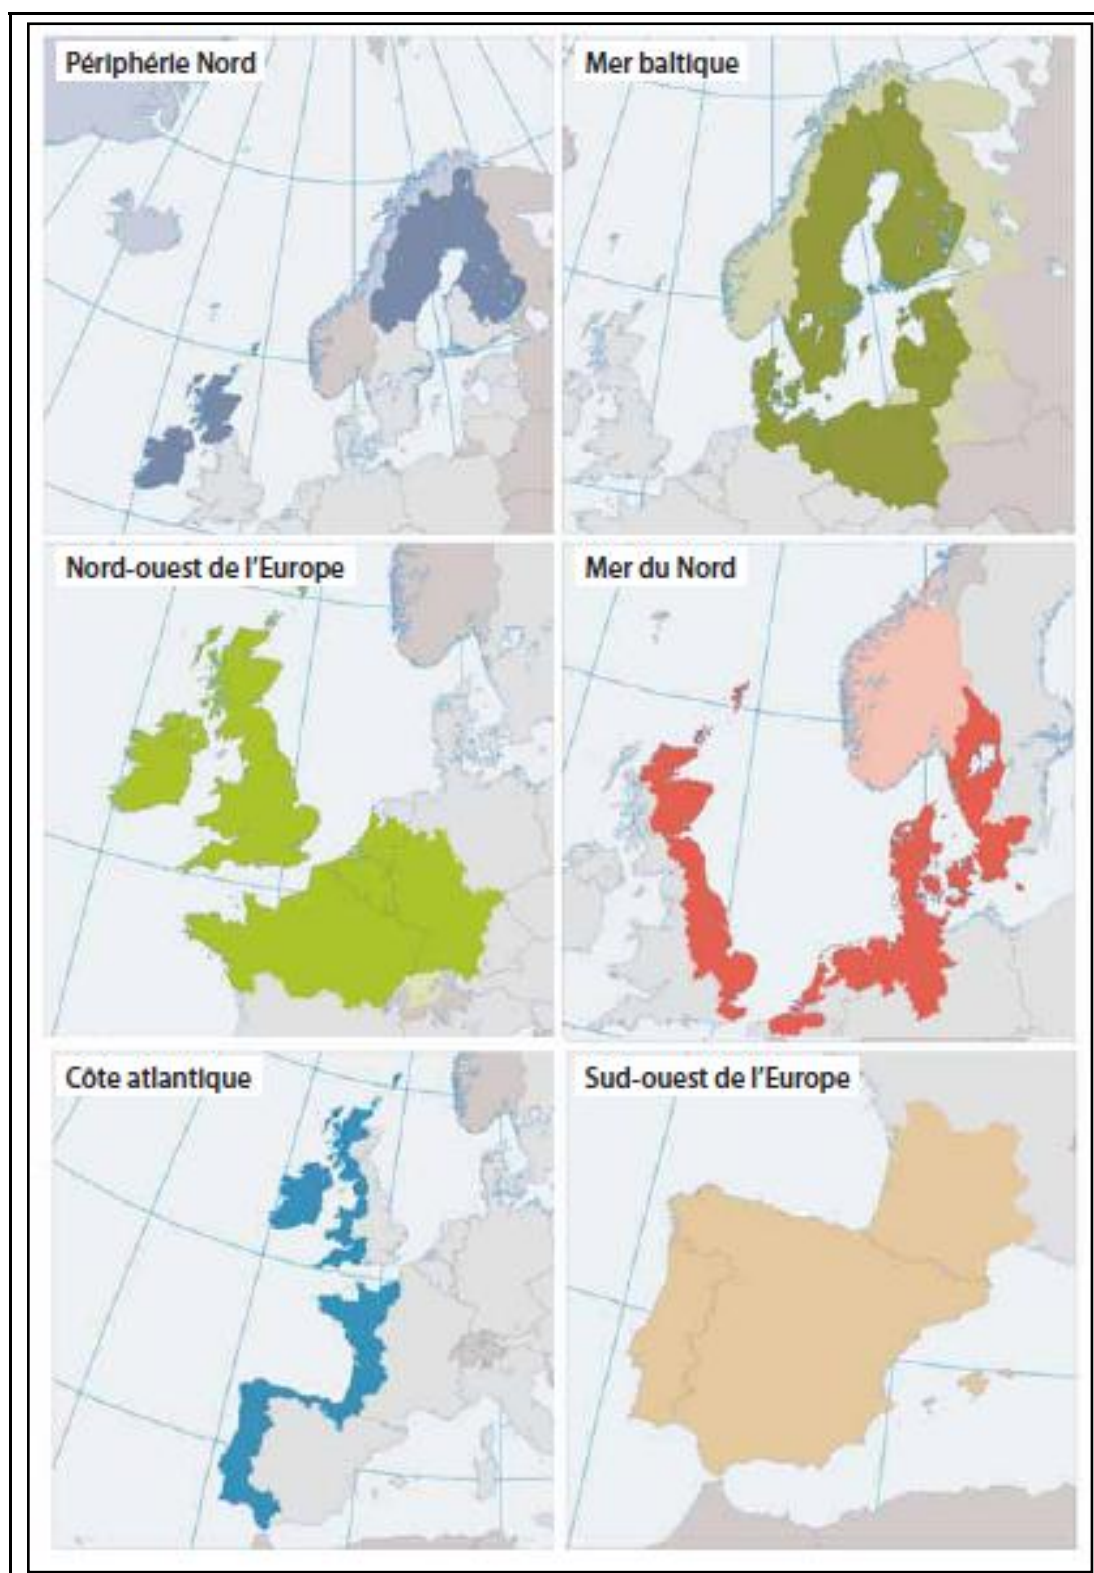 Périphérie Nord
Mer baltique
Nord-ouest de l'Europe
Mer du Nord
Côte atlantique
Sud-ouest de l'Europe